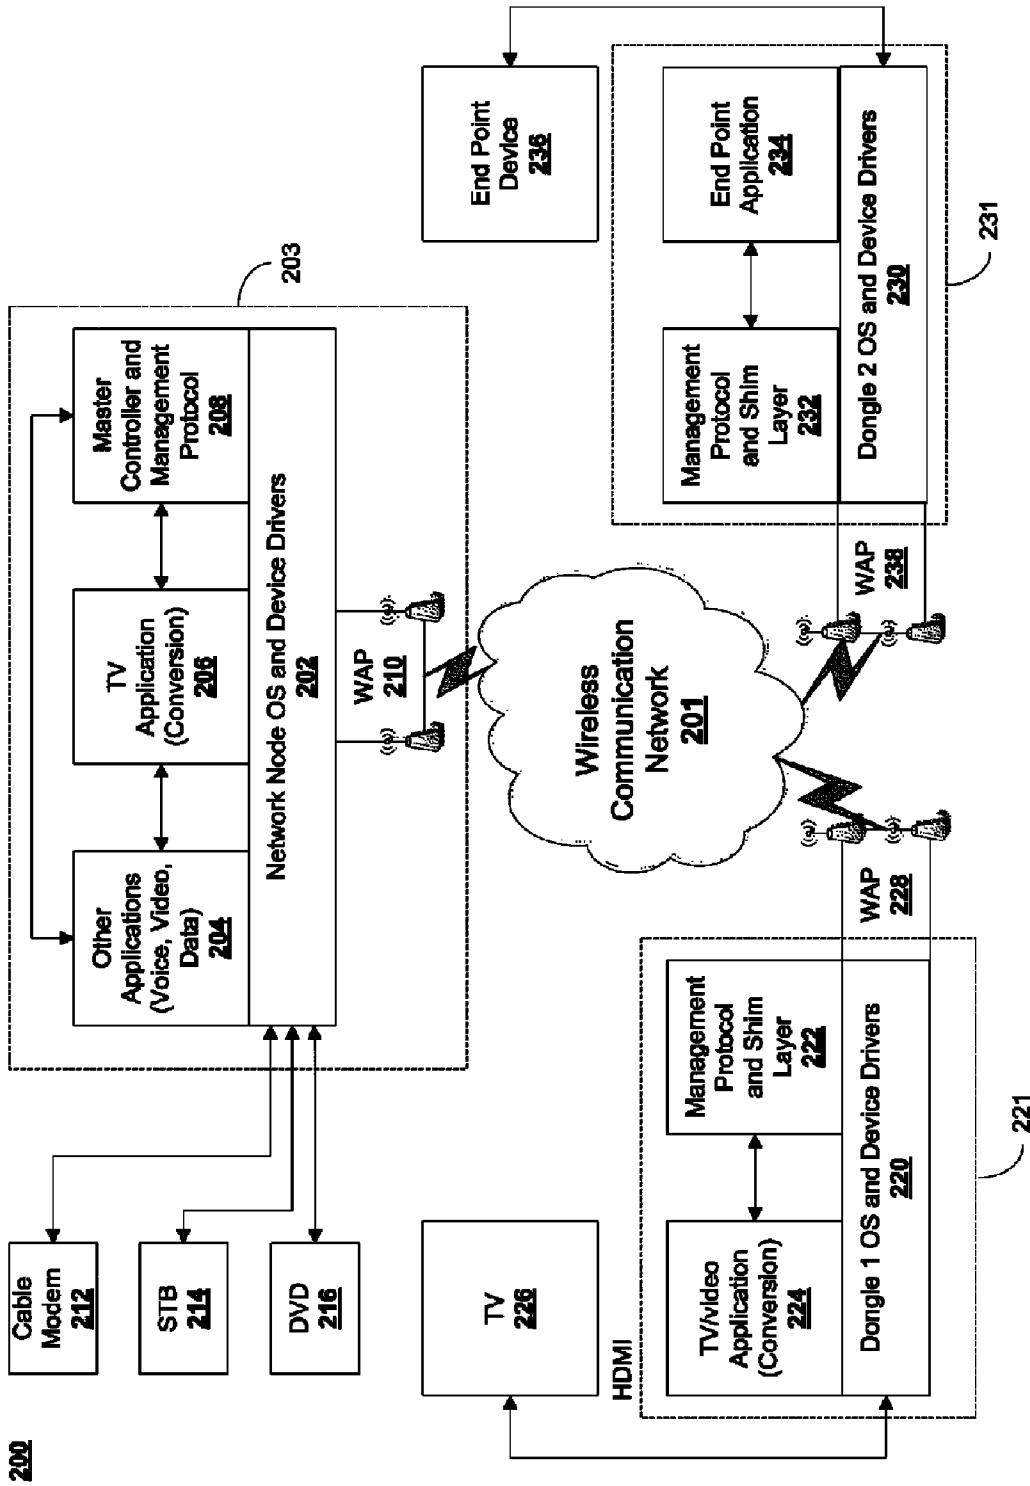 200
Cable
Modem
212
STB
214
DVD
216
203
Other
Applications
(Voice, Video,
Data)
204
TV
Application
(Conversion)
206
Master
Controller and
Management
Protocol
208
Network Node OS and Device Drivers
202
WAP
210
Wireless
Communication
Network
201
TV
226
HDMI
TV/video
Application
(Conversion)
224
Management
Protocol
and Shim
Layer
222
Dongle 1 OS and Device Drivers
220
221
WAP
228
End Point
Device
236
Management
Protocol
and Shim
Layer
232
End Point
Application
234
Dongle 2 OS and Device Drivers
230
231
WAP
238